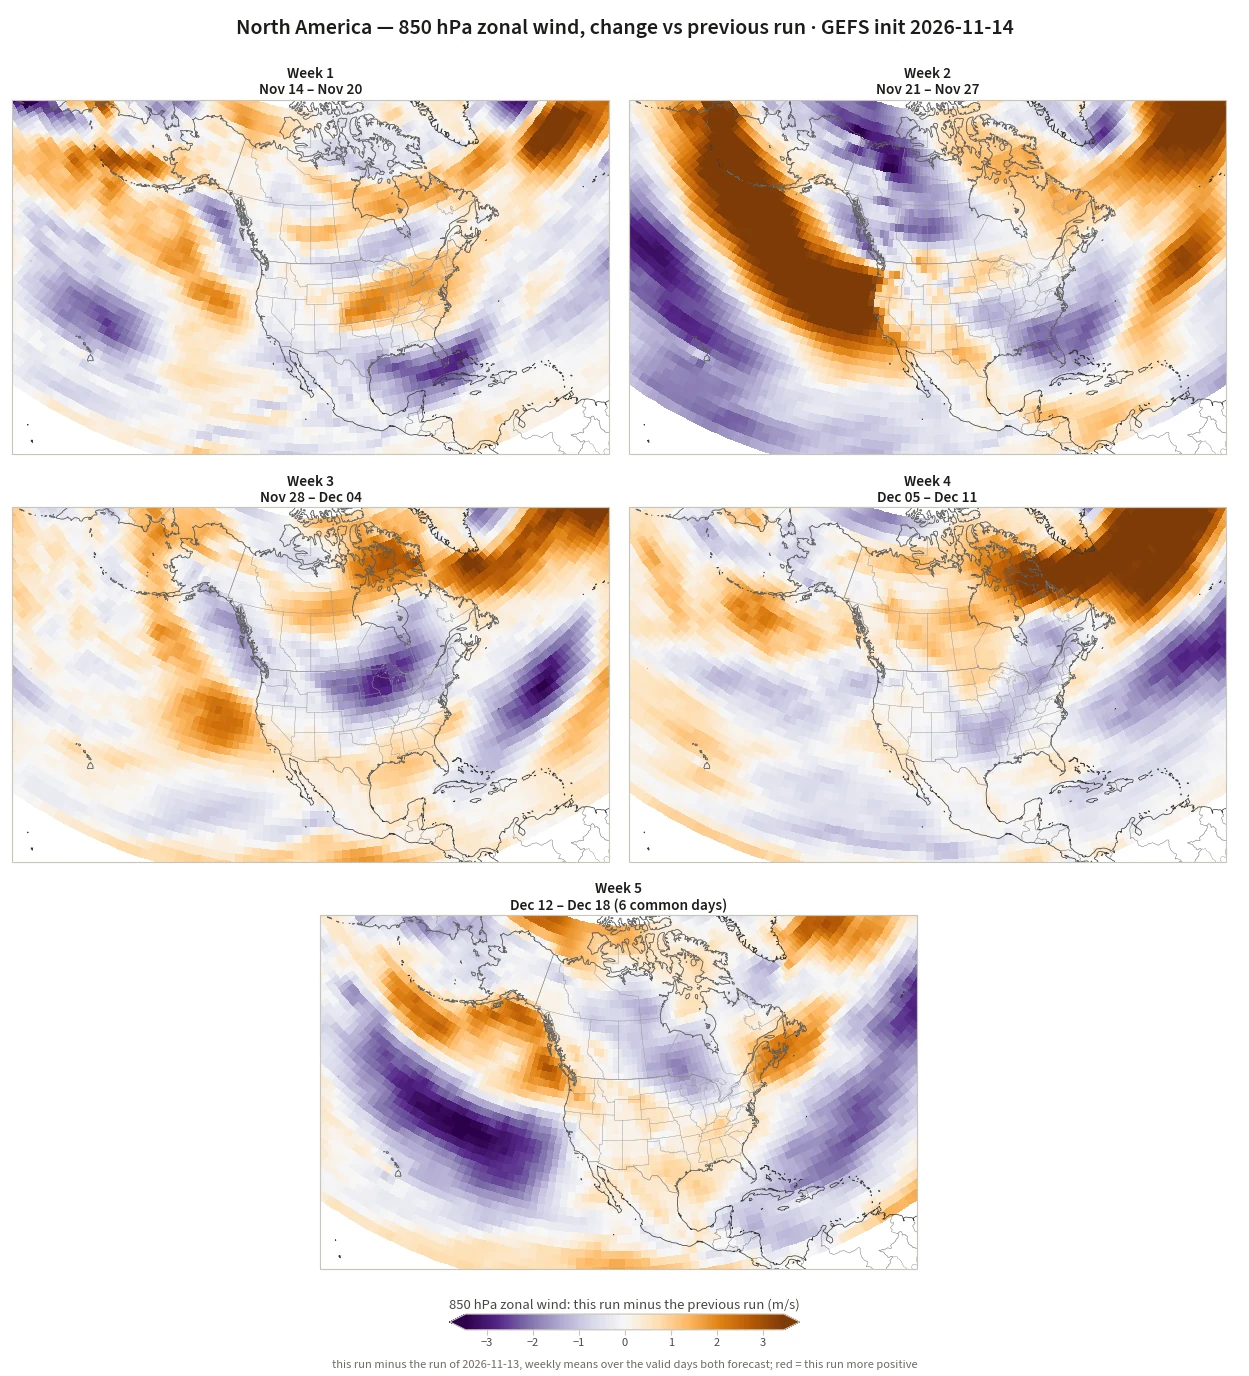 North America — 850 hPa zonal wind, change vs previous run · GEFS init 2026-11-14
Week 1
Nov 14 – Nov 20
Week 2
Nov 21 – Nov 27
Week 3
Nov 28 – Dec 04
Week 4
Dec 05 – Dec 11
Week 5
Dec 12 – Dec 18 (6 common days)
850 hPa zonal wind: this run minus the previous run (m/s)
−3 −2 −1 0 1 2 3
this run minus the run of 2026-11-13, weekly means over the valid days both forecast; red = this run more positive